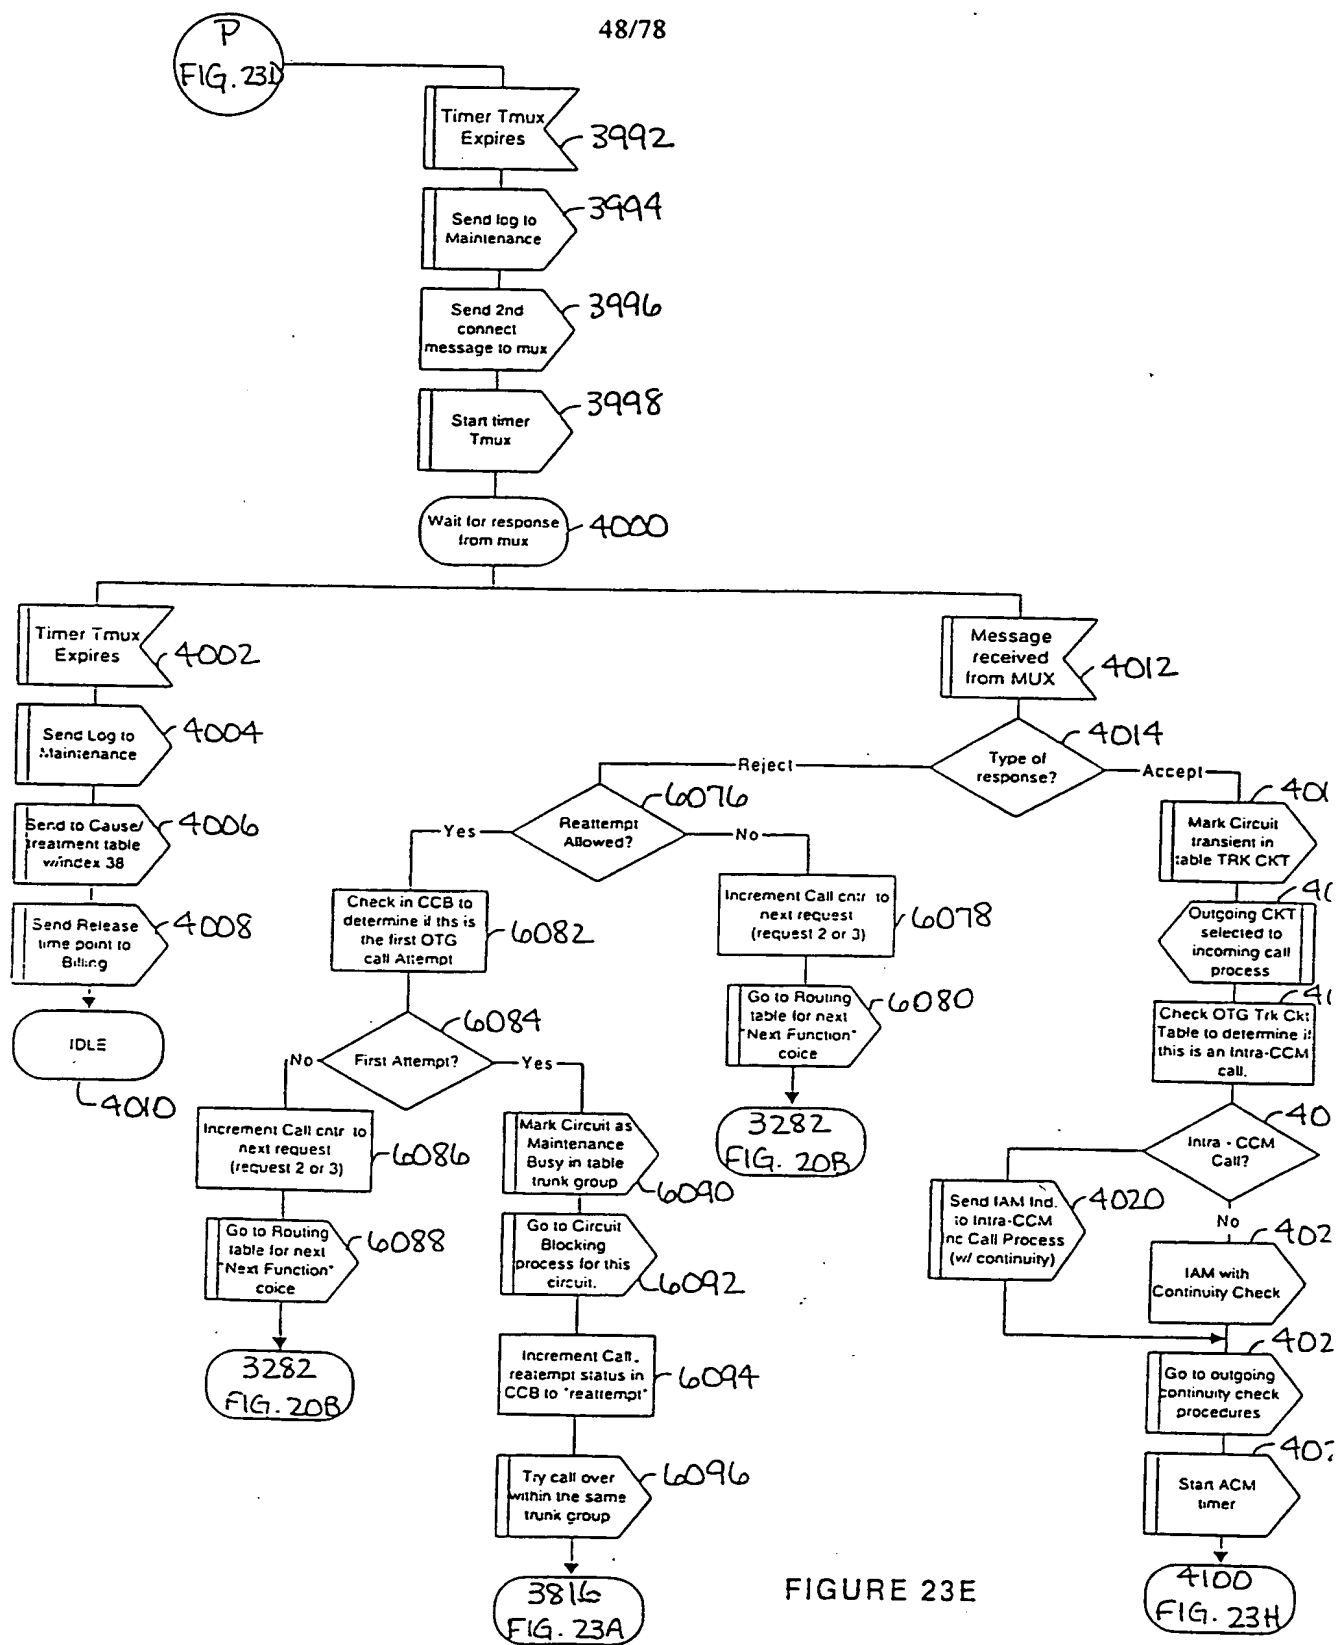 48/78
P
FIG. 23D
Timer Tmux
Expires
3992
Send log to
Maintenance
3994
Send 2nd
connect
message to mux
3996
Start timer
Tmux
3998
Wait for response
from mux
4000
Timer Tmux
Expires
4002
Send Log to
Maintenance
4004
Send to Cause/
treatment table
w/index 38
4006
Send Release
time point to
Billing
4008
IDLE
4010
Message
received
from MUX
4012
Type of
response?
4014
Reject
Accept
Reattempt
Allowed?
6076
Yes
No
Increment Call cntr to
next request
(request 2 or 3)
6078
Go to Routing
table for next
"Next Function"
coice
6080
3282
FIG. 20B
Check in CCB to
determine if ths is
the first OTG
call Attempt
6082
First Attempt?
6084
No
Yes
Increment Call cntr to
next request
(request 2 or 3)
6086
Go to Routing
table for next
"Next Function"
coice
6088
3282
FIG. 20B
Mark Circuit as
Maintenance
Busy in table
trunk group
6090
Go to Circuit
Blocking
process for this
circuit.
6092
Increment Call
reatempt status in
CCB to "reattempt"
6094
Try call over
within the same
trunk group
6096
3816
FIG. 23A
Mark Circuit
transient in
table TRK CKT
401
Outgoing CKT
selected to
incoming call
process
40
Check OTG Trk Ckt
Table to determine if
this is an Intra-CCM
call.
Intra - CCM
Call?
40
Send IAM Ind.
to Intra-CCM
nc Call Process
(w/ continuity)
4020
No
IAM with
Continuity Check
402
Go to outgoing
continuity check
procedures
402
Start ACM
timer
402
4100
FIG. 23H
FIGURE 23E